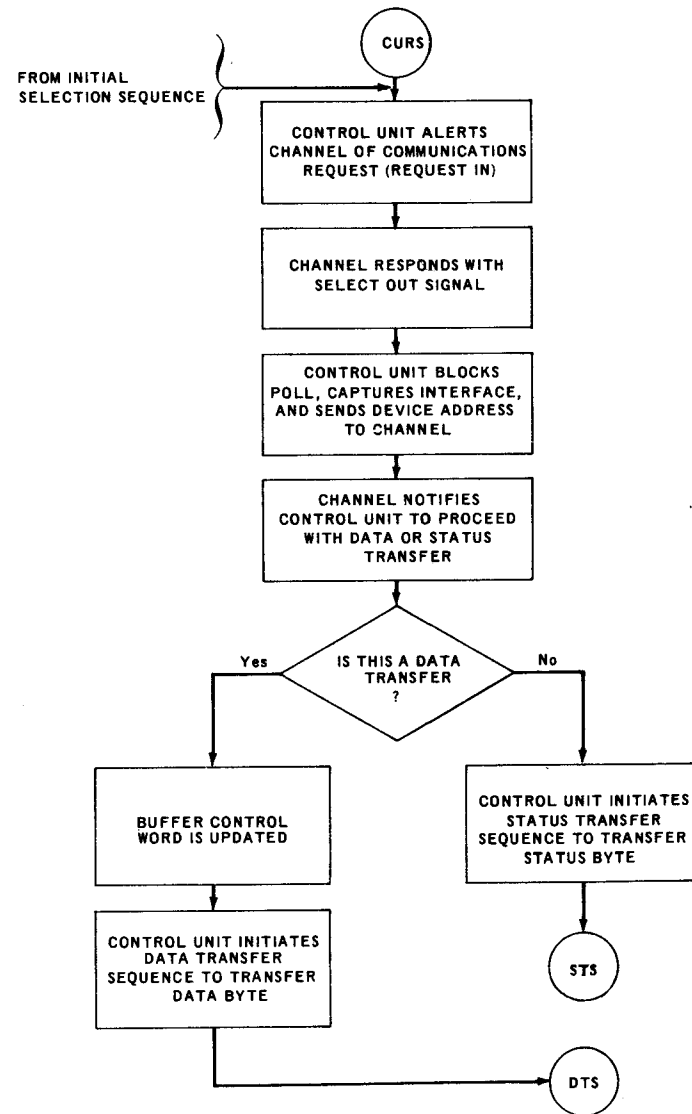 CURS
FROM INITIAL
SELECTION SEQUENCE
CONTROL UNIT ALERTS
CHANNEL OF COMMUNICATIONS
REQUEST (REQUEST IN)
CHANNEL RESPONDS WITH
SELECT OUT SIGNAL
CONTROL UNIT BLOCKS
POLL, CAPTURES INTERFACE,
AND SENDS DEVICE ADDRESS
TO CHANNEL
CHANNEL NOTIFIES
CONTROL UNIT TO PROCEED
WITH DATA OR STATUS
TRANSFER
IS THIS A DATA
TRANSFER
?
Yes
No
BUFFER CONTROL
WORD IS UPDATED
CONTROL UNIT INITIATES
STATUS TRANSFER
SEQUENCE TO TRANSFER
STATUS BYTE
CONTROL UNIT INITIATES
DATA TRANSFER
SEQUENCE TO TRANSFER
DATA BYTE
STS
DTS